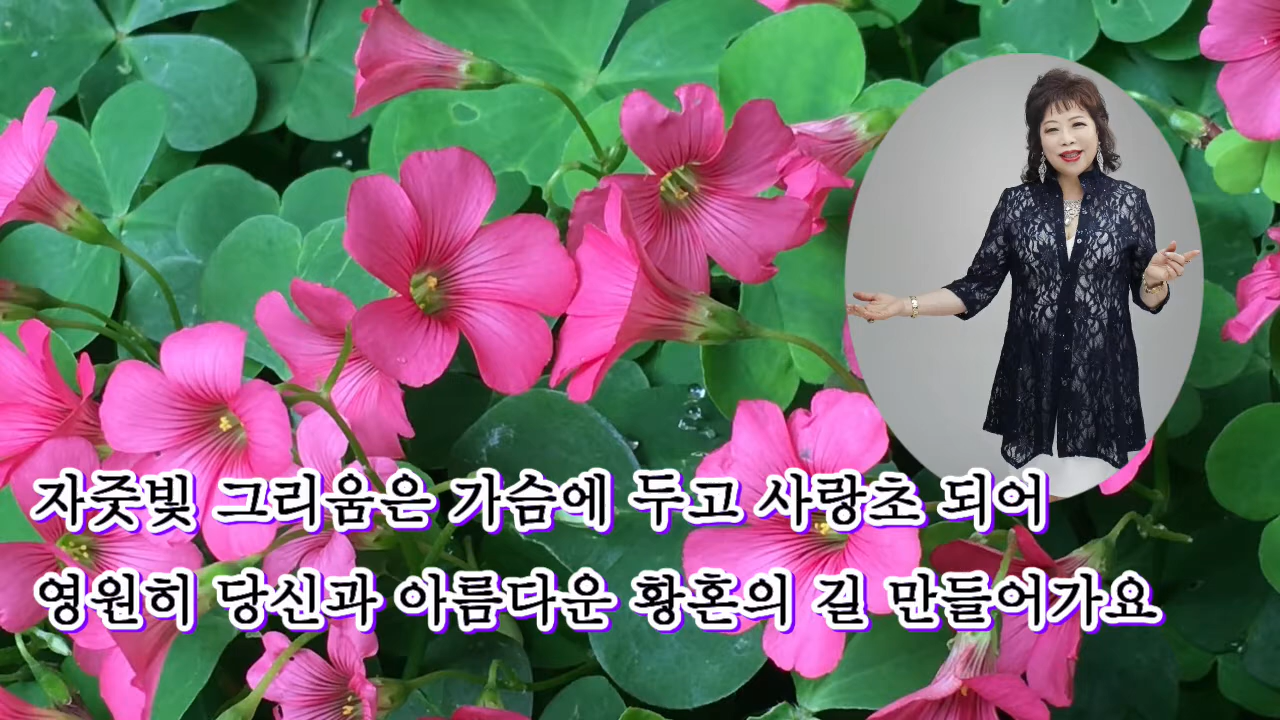 자줏빛 그리움은 가슴에 두고 사랑초 되어
영원히 당신과 아름다운 황혼의 길 만들어가요